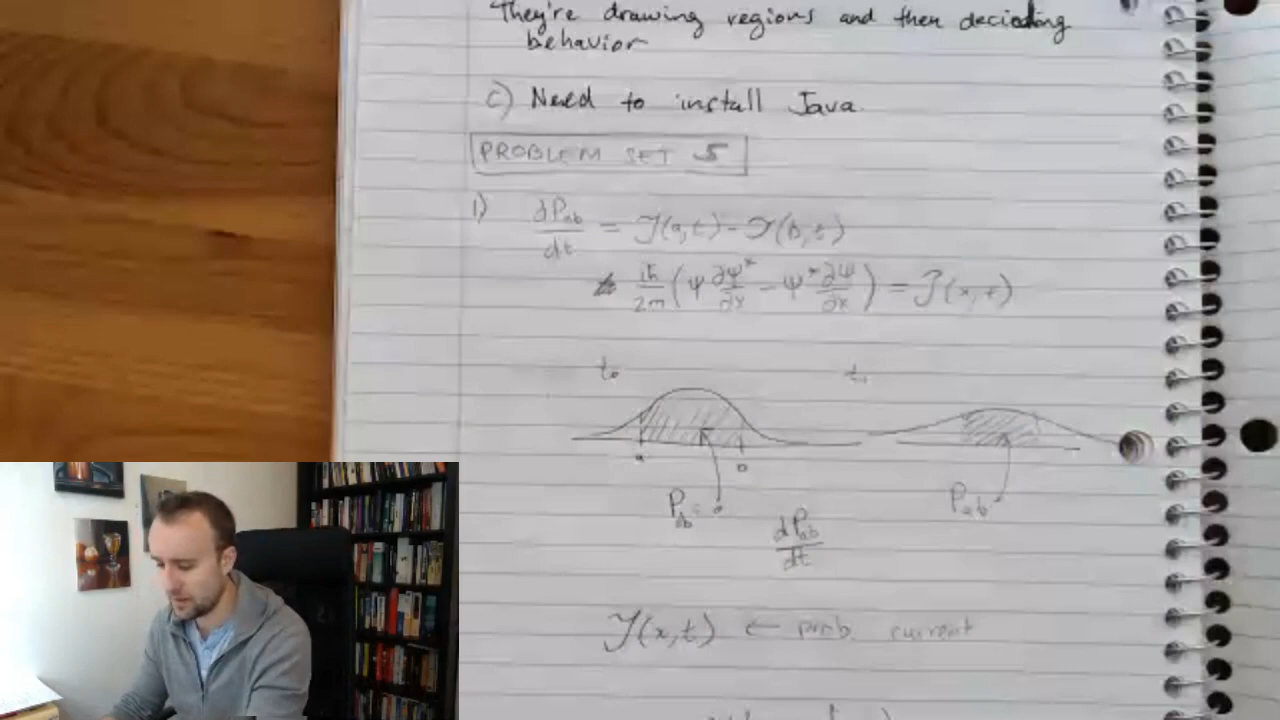 They're drawing regions and then deciding
behavior
c) Need to install Java.
PROBLEM SET 5
1) dP_ab/dt = J(a,t) - J(b,t)
iħ/2m (Ψ ∂Ψ*/∂x - Ψ* ∂Ψ/∂x) = J(x,t)
t₀ t₁
a b
P_ab = P_ab
dP_ab/dt
J(x,t) ← prob. current